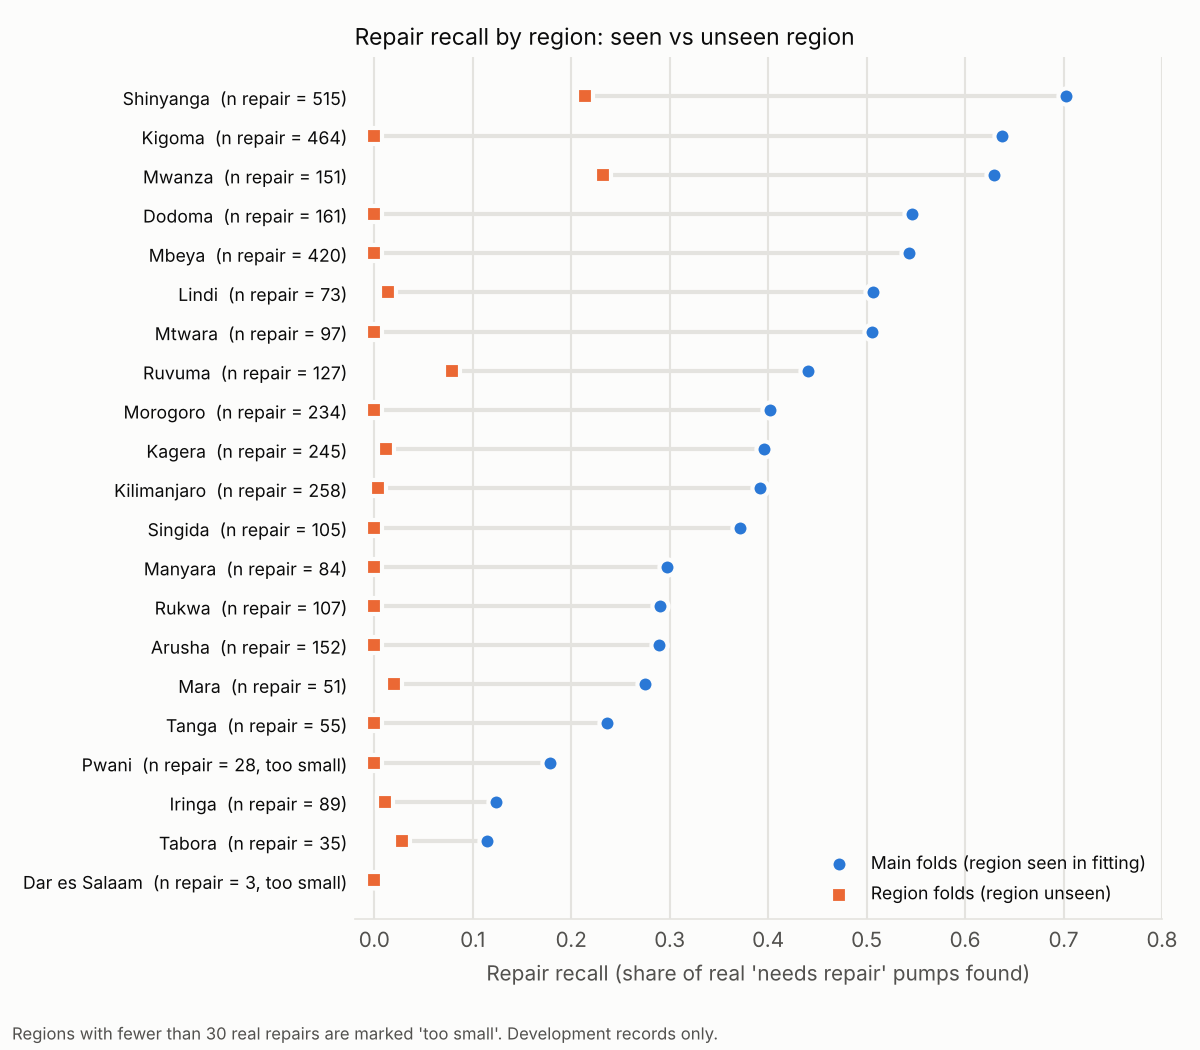 Repair recall by region: seen vs unseen region
Shinyanga (n repair = 515)
Kigoma (n repair = 464)
Mwanza (n repair = 151)
Dodoma (n repair = 161)
Mbeya (n repair = 420)
Lindi (n repair = 73)
Mtwara (n repair = 97)
Ruvuma (n repair = 127)
Morogoro (n repair = 234)
Kagera (n repair = 245)
Kilimanjaro (n repair = 258)
Singida (n repair = 105)
Manyara (n repair = 84)
Rukwa (n repair = 107)
Arusha (n repair = 152)
Mara (n repair = 51)
Tanga (n repair = 55)
Pwani (n repair = 28, too small)
Iringa (n repair = 89)
Tabora (n repair = 35)
Dar es Salaam (n repair = 3, too small)
Main folds (region seen in fitting)
Region folds (region unseen)
0.0 0.1 0.2 0.3 0.4 0.5 0.6 0.7 0.8
Repair recall (share of real 'needs repair' pumps found)
Regions with fewer than 30 real repairs are marked 'too small'. Development records only.